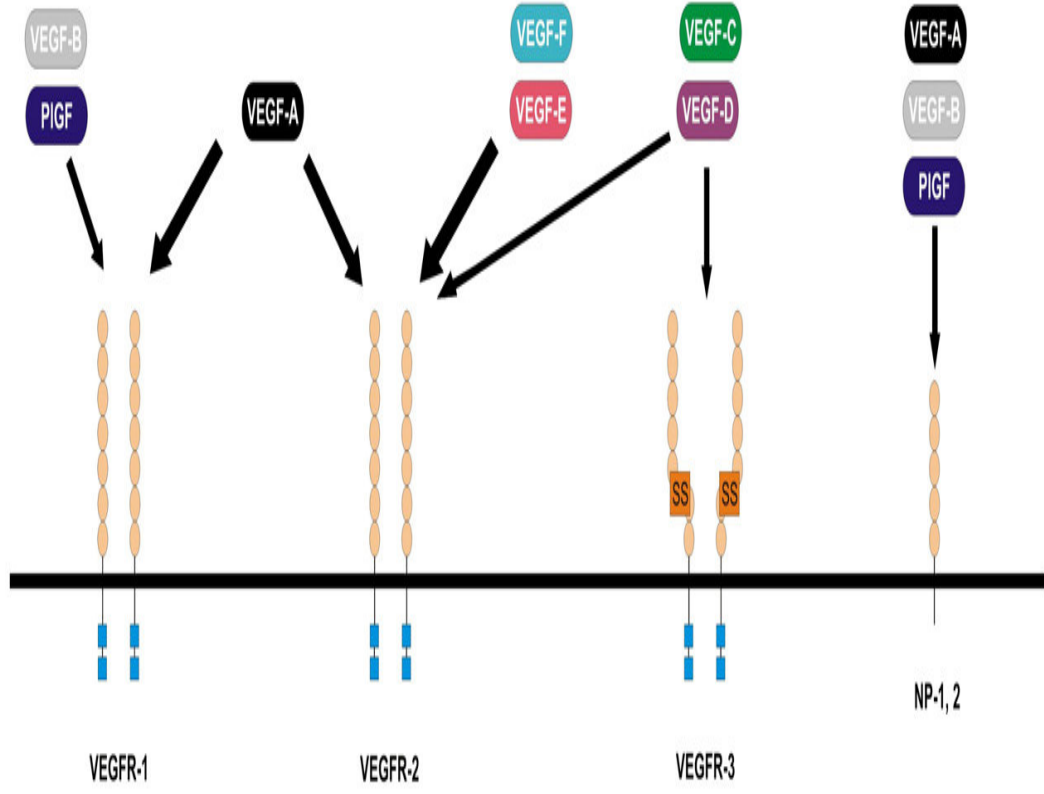 VEGF-B
PIGF
VEGF-A
VEGF-F
VEGF-E
VEGF-C
VEGF-D
VEGF-A
VEGF-B
PIGF
SS
SS
VEGFR-1
VEGFR-2
VEGFR-3
NP-1, 2